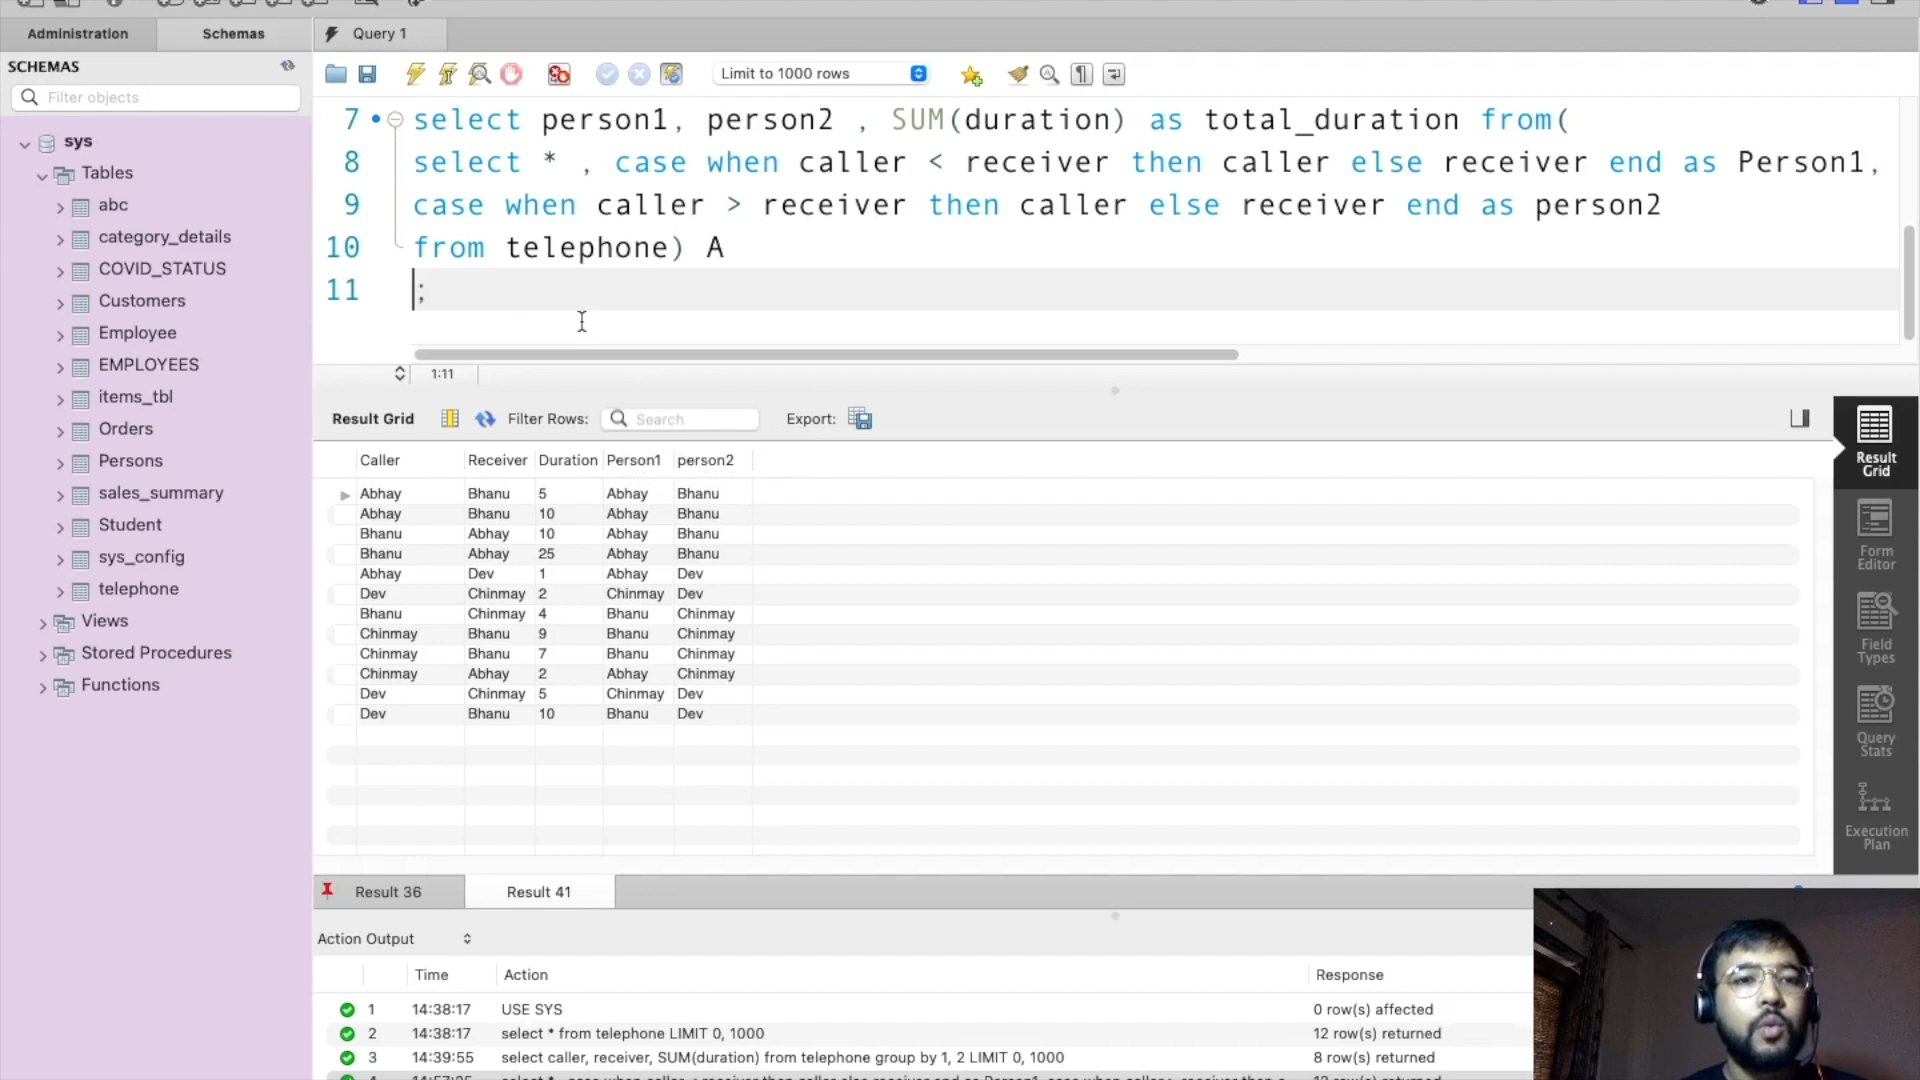 Administration
Schemas
Query 1
SCHEMAS
Filter objects
Limit to 1000 rows
sys
Tables
abc
category_details
COVID_STATUS
Customers
Employee
EMPLOYEES
items_tbl
Orders
Persons
sales_summary
Student
sys_config
telephone
Views
Stored Procedures
Functions
7 select person1, person2 , SUM(duration) as total_duration from(
8 select * , case when caller < receiver then caller else receiver end as Person1,
9 case when caller > receiver then caller else receiver end as person2
10 from telephone) A
11 ;
1:11
Result Grid Filter Rows: Search Export:
Caller Receiver Duration Person1 person2
Abhay Bhanu 5 Abhay Bhanu
Abhay Bhanu 10 Abhay Bhanu
Bhanu Abhay 10 Abhay Bhanu
Bhanu Abhay 25 Abhay Bhanu
Abhay Dev 1 Abhay Dev
Dev Chinmay 2 Chinmay Dev
Bhanu Chinmay 4 Bhanu Chinmay
Chinmay Bhanu 9 Bhanu Chinmay
Chinmay Bhanu 7 Bhanu Chinmay
Chinmay Abhay 2 Abhay Chinmay
Dev Chinmay 5 Chinmay Dev
Dev Bhanu 10 Bhanu Dev
Result
Grid
Form
Editor
Field
Types
Query
Stats
Execution
Plan
Result 36
Result 41
Action Output
Time Action Response
1 14:38:17 USE SYS 0 row(s) affected
2 14:38:17 select * from telephone LIMIT 0, 1000 12 row(s) returned
3 14:39:55 select caller, receiver, SUM(duration) from telephone group by 1, 2 LIMIT 0, 1000 8 row(s) returned